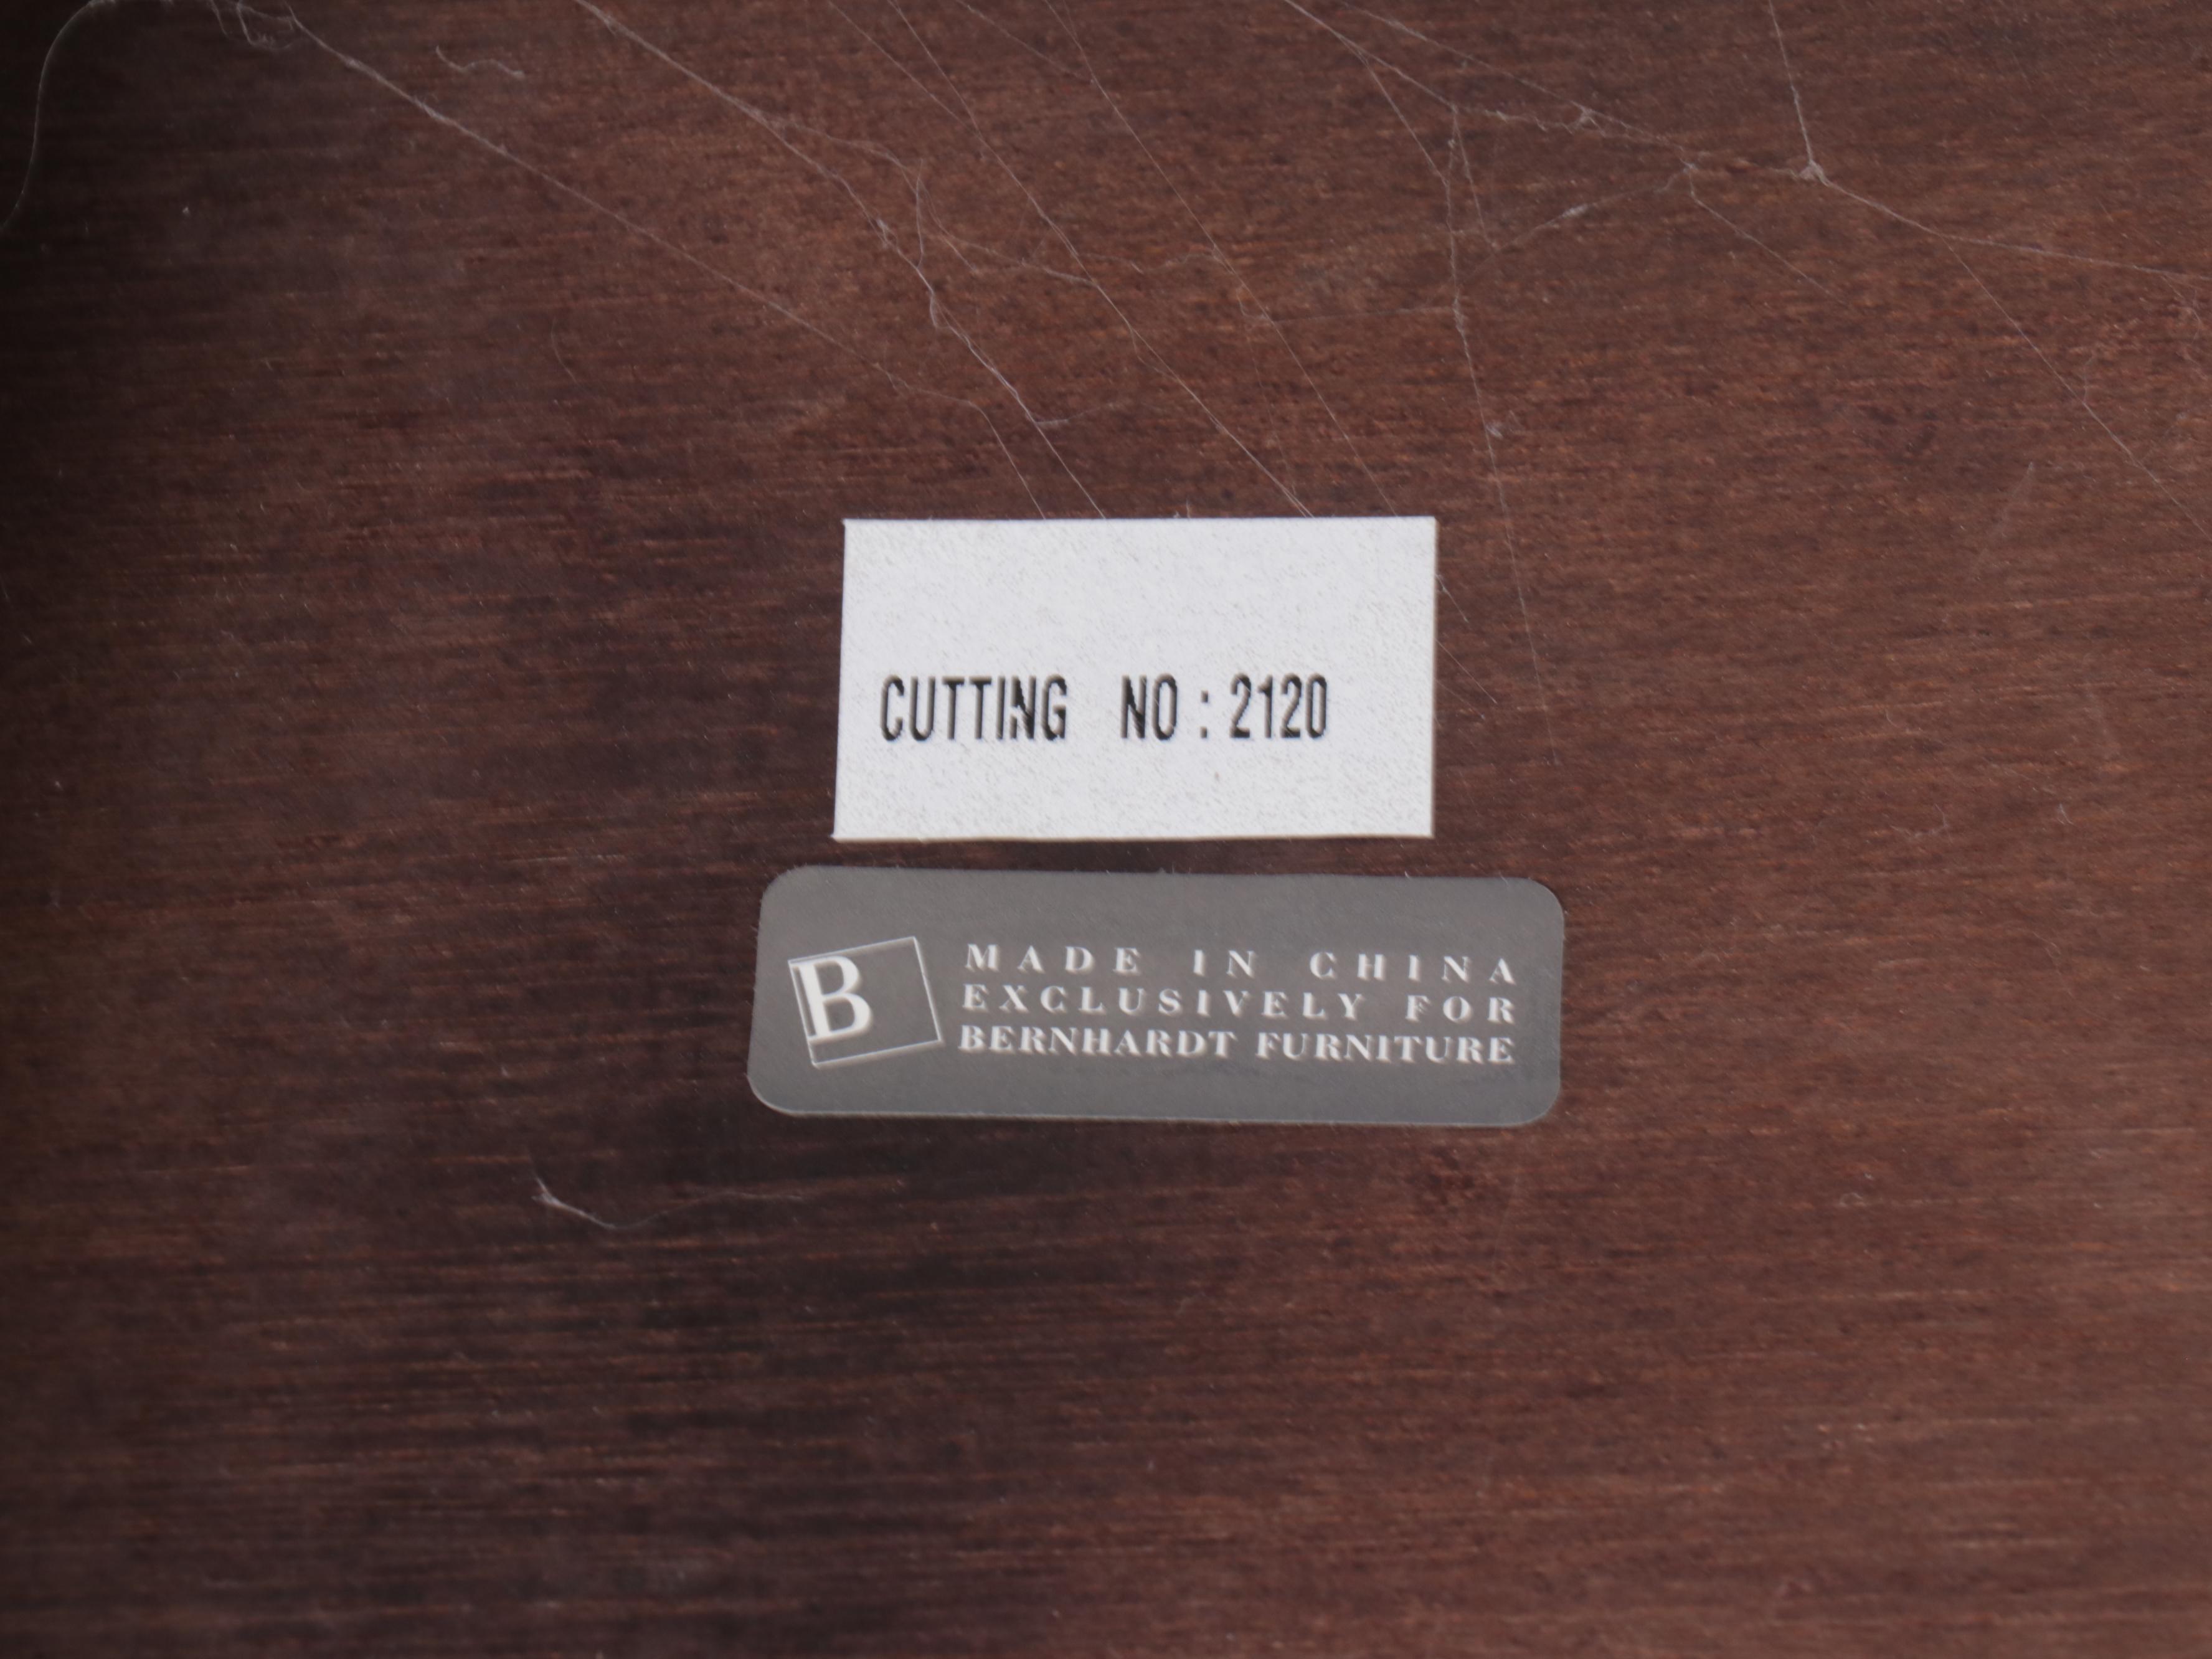 CUTTING NO : 2120
B
MADE IN CHINA
EXCLUSIVELY FOR
BERNHARDT FURNITURE